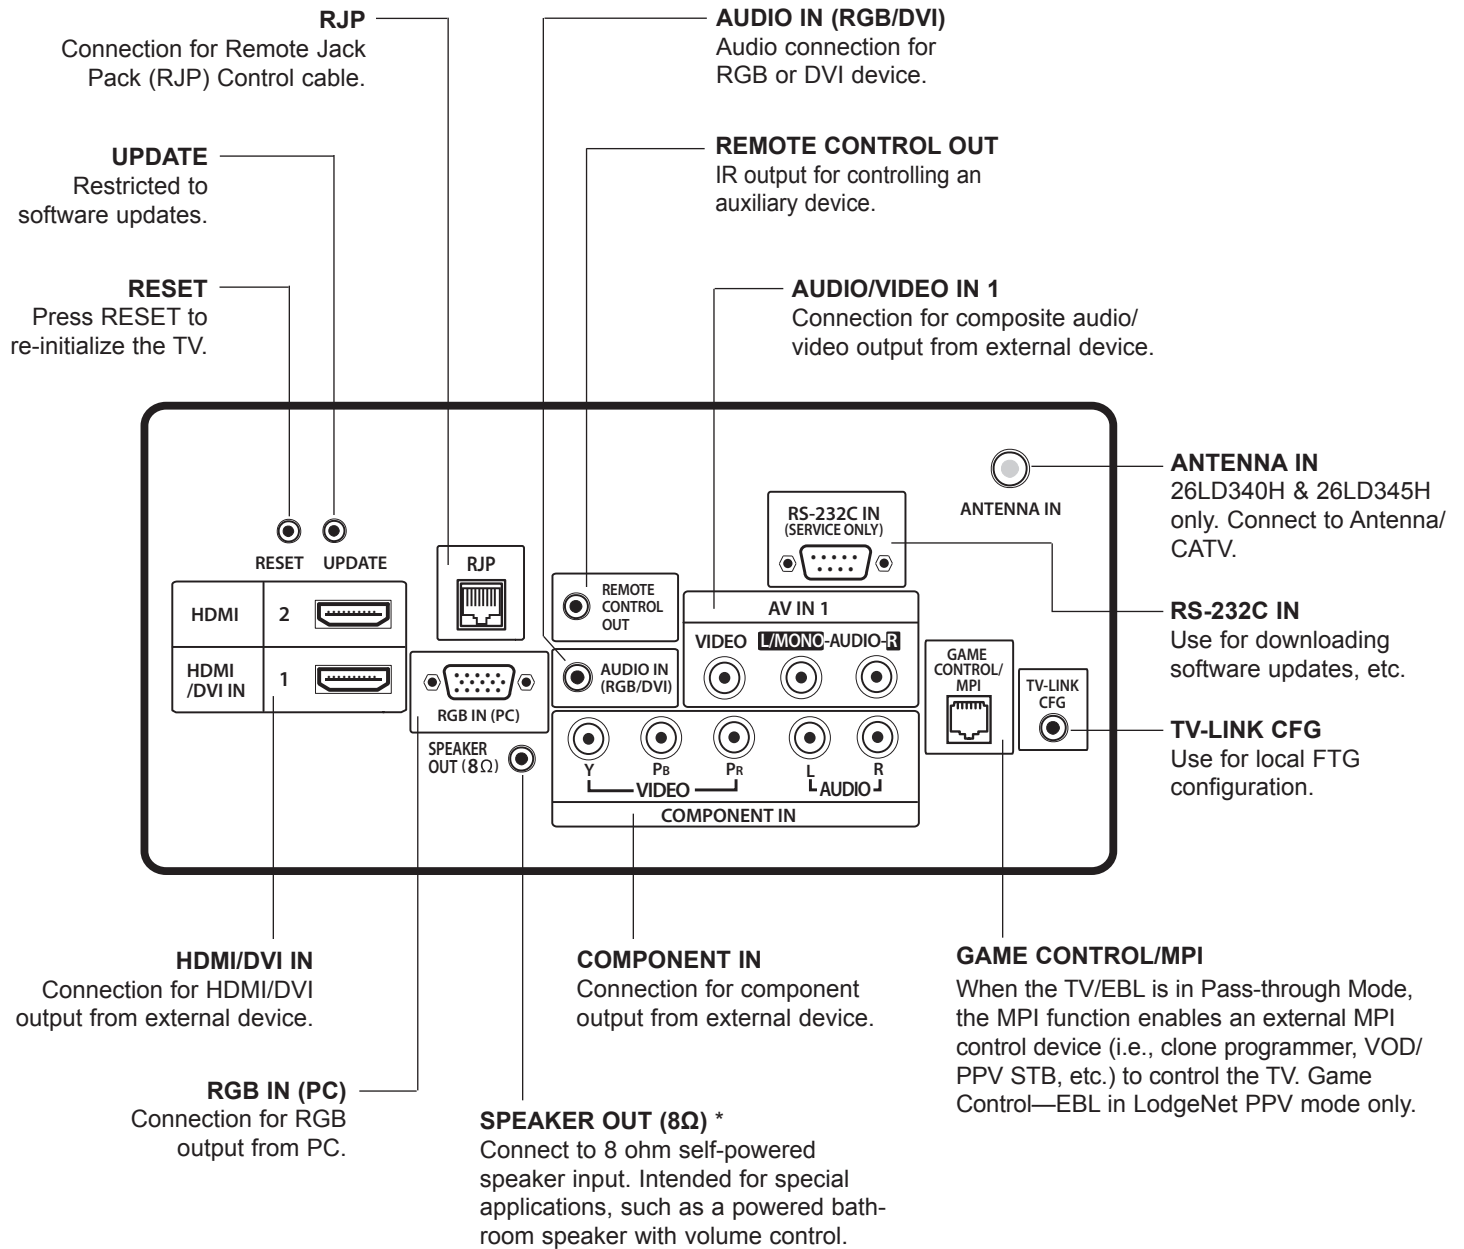 RJP
Connection for Remote Jack
Pack (RJP) Control cable.
AUDIO IN (RGB/DVI)
Audio connection for
RGB or DVI device.
UPDATE
Restricted to
software updates.
REMOTE CONTROL OUT
IR output for controlling an
auxiliary device.
RESET
Press RESET to
re-initialize the TV.
AUDIO/VIDEO IN 1
Connection for composite audio/
video output from external device.
ANTENNA IN
26LD340H & 26LD345H
only. Connect to Antenna/
CATV.
RS-232C IN
Use for downloading
software updates, etc.
TV-LINK CFG
Use for local FTG
configuration.
ANTENNA IN
RS-232C IN
(SERVICE ONLY)
RESET
UPDATE
RJP
HDMI
2
HDMI
/DVI IN
1
REMOTE
CONTROL
OUT
AV IN 1
VIDEO
L/MONO-AUDIO-R
AUDIO IN
(RGB/DVI)
GAME
CONTROL/
MPI
TV-LINK
CFG
RGB IN (PC)
SPEAKER
OUT (8Ω)
Y
PB
PR
L
R
VIDEO
AUDIO
COMPONENT IN
HDMI/DVI IN
Connection for HDMI/DVI
output from external device.
RGB IN (PC)
Connection for RGB
output from PC.
COMPONENT IN
Connection for component
output from external device.
SPEAKER OUT (8Ω) *
Connect to 8 ohm self-powered
speaker input. Intended for special
applications, such as a powered bath-
room speaker with volume control.
GAME CONTROL/MPI
When the TV/EBL is in Pass-through Mode,
the MPI function enables an external MPI
control device (i.e., clone programmer, VOD/
PPV STB, etc.) to control the TV. Game
Control—EBL in LodgeNet PPV mode only.